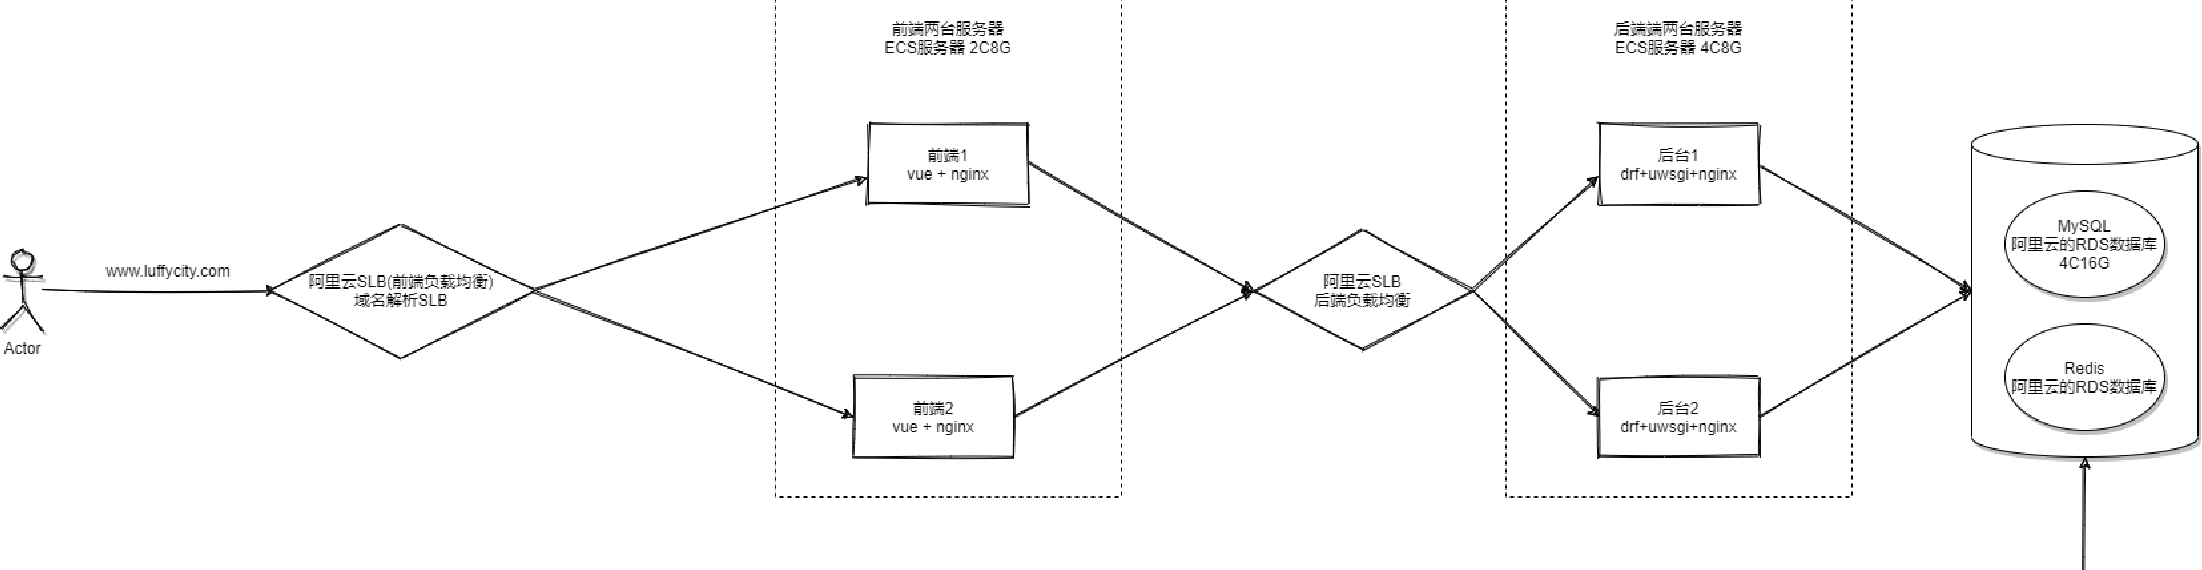 前端两台服务器
ECS服务器 2C8G
后端端两台服务器
ECS服务器 4C8G
前端1
vue + nginx
后台1
drf+uwsgi+nginx
www.luffycity.com
阿里云SLB(前端负载均衡)
域名解析SLB
阿里云SLB
后端负载均衡
MySQL
阿里云的RDS数据库
4C16G
Actor
Redis
阿里云的RDS数据库
前端2
vue + nginx
后台2
drf+uwsgi+nginx